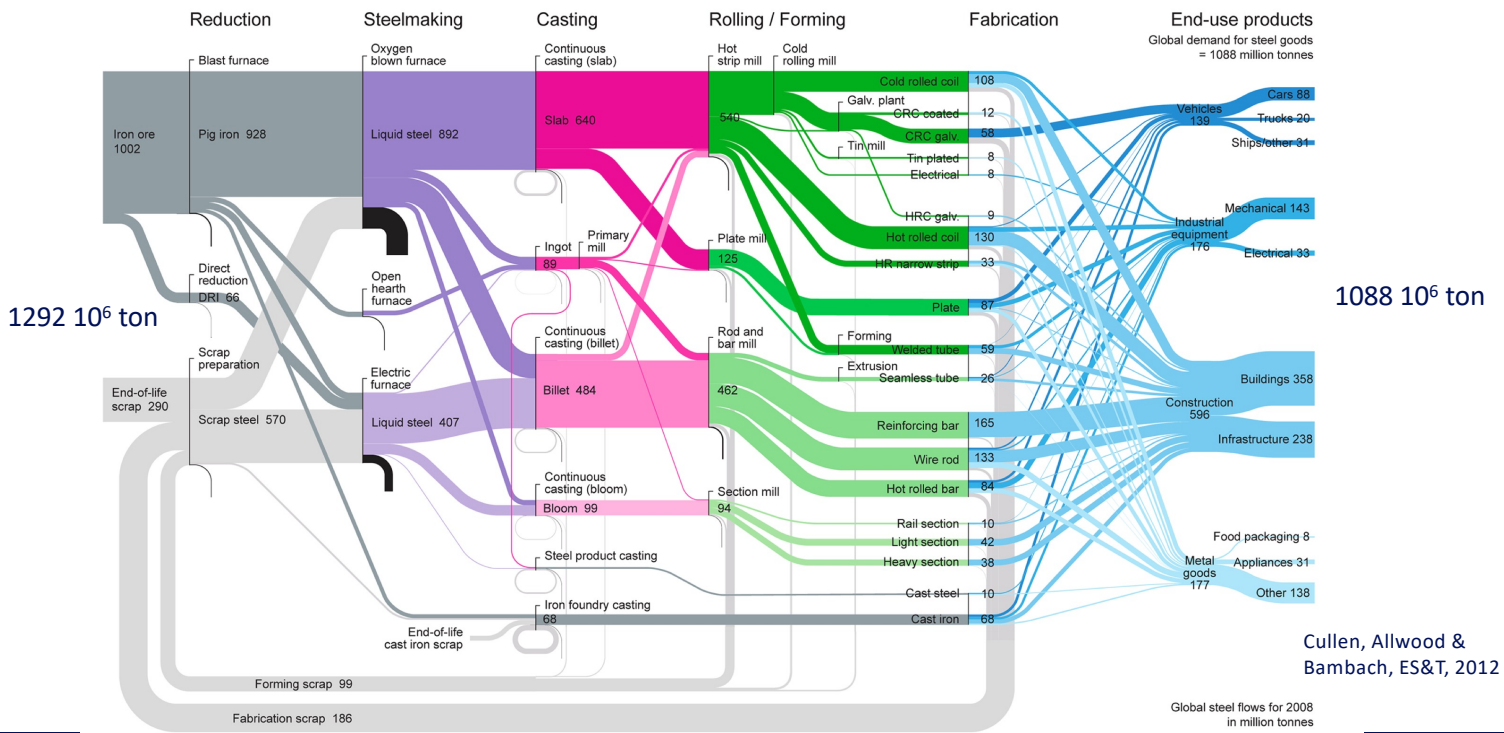 Reduction
Steelmaking
Casting
Rolling / Forming
Fabrication
End-use products
Global demand for steel goods
= 1088 million tonnes
Blast furnace
Oxygen
blown furnace
Continuous
casting (slab)
Hot
strip mill
Cold
rolling mill
Iron ore
1002
Pig iron 928
Liquid steel 892
Slab 640
540
Cold rolled coil
108
Galv. plant
CRC coated
12
CRC galv.
58
Tin mill
Tin plated
8
Electrical
8
HRC galv.
9
Hot rolled coil
130
HR narrow strip
33
Vehicles
139
Cars 88
Trucks 20
Ships/other 31
Mechanical 143
Industrial
equipment
176
Electrical 33
Direct
reduction
DRI 66
Open
hearth
furnace
Ingot
89
Primary
mill
Plate mill
125
Plate
87
1292 10⁶ ton
1088 10⁶ ton
Scrap
preparation
Electric
furnace
Continuous
casting (billet)
Rod and
bar mill
Forming
Welded tube
59
Extrusion
Seamless tube
26
End-of-life
scrap 290
Scrap steel 570
Liquid steel 407
Billet 484
462
Reinforcing bar
165
Wire rod
133
Hot rolled bar
84
Construction
596
Buildings 358
Infrastructure 238
Continuous
casting (bloom)
Bloom 99
Section mill
94
Rail section
10
Light section
42
Heavy section
38
Steel product casting
Cast steel
10
Iron foundry casting
68
Cast iron
68
Metal
goods
177
Food packaging 8
Appliances 31
Other 138
End-of-life
cast iron scrap
Forming scrap 99
Fabrication scrap 186
Cullen, Allwood &
Bambach, ES&T, 2012
Global steel flows for 2008
in million tonnes